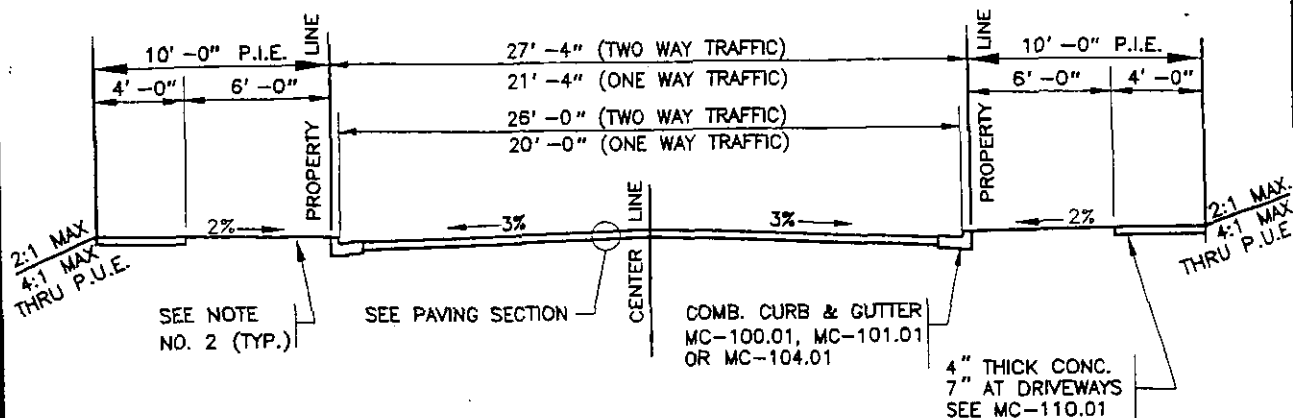 10' -0" P.I.E.
LINE
27' -4" (TWO WAY TRAFFIC)
21' -4" (ONE WAY TRAFFIC)
LINE
10' -0" P.I.E.
4' -0"
6' -0"
26' -0" (TWO WAY TRAFFIC)
20' -0" (ONE WAY TRAFFIC)
6' -0"
4' -0"
PROPERTY
PROPERTY
2:1 MAX
4:1 MAX
THRU P.U.E.
2%
3%
LINE
3%
2%
2:1 MAX.
4:1 MAX
THRU P.U.E
SEE NOTE
NO. 2 (TYP.)
SEE PAVING SECTION
CENTER
COMB. CURB & GUTTER
MC-100.01, MC-101.01
OR MC-104.01
4" THICK CONC.
7" AT DRIVEWAYS
SEE MC-110.01